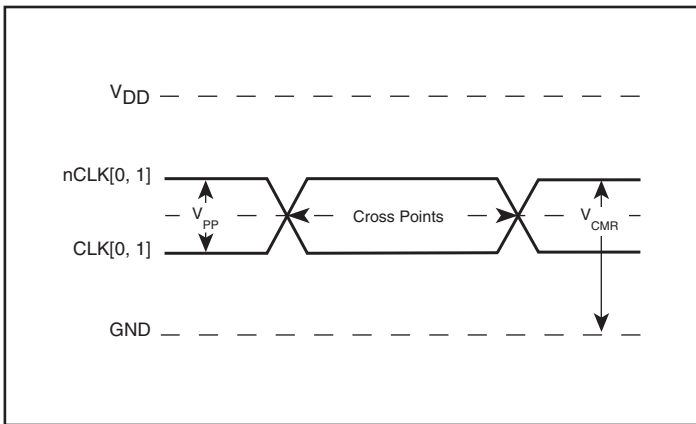 VDD
nCLK[0, 1]
VPP
Cross Points
VCMR
CLK[0, 1]
GND